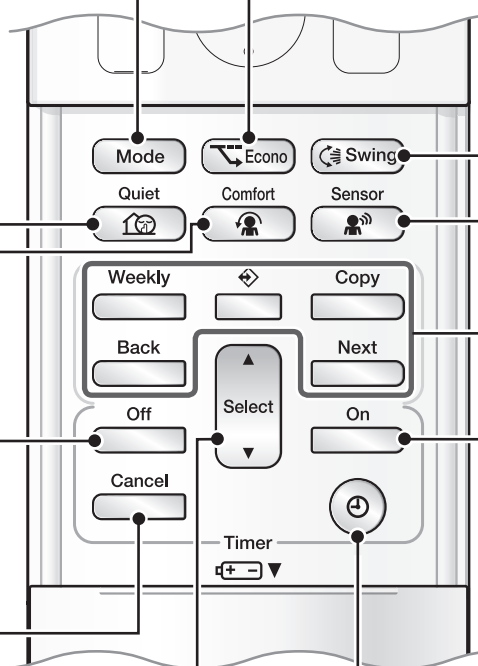 Mode Econo Swing
Quiet Comfort Sensor
Weekly Copy
Back Next
Select
Off On
Cancel
Timer